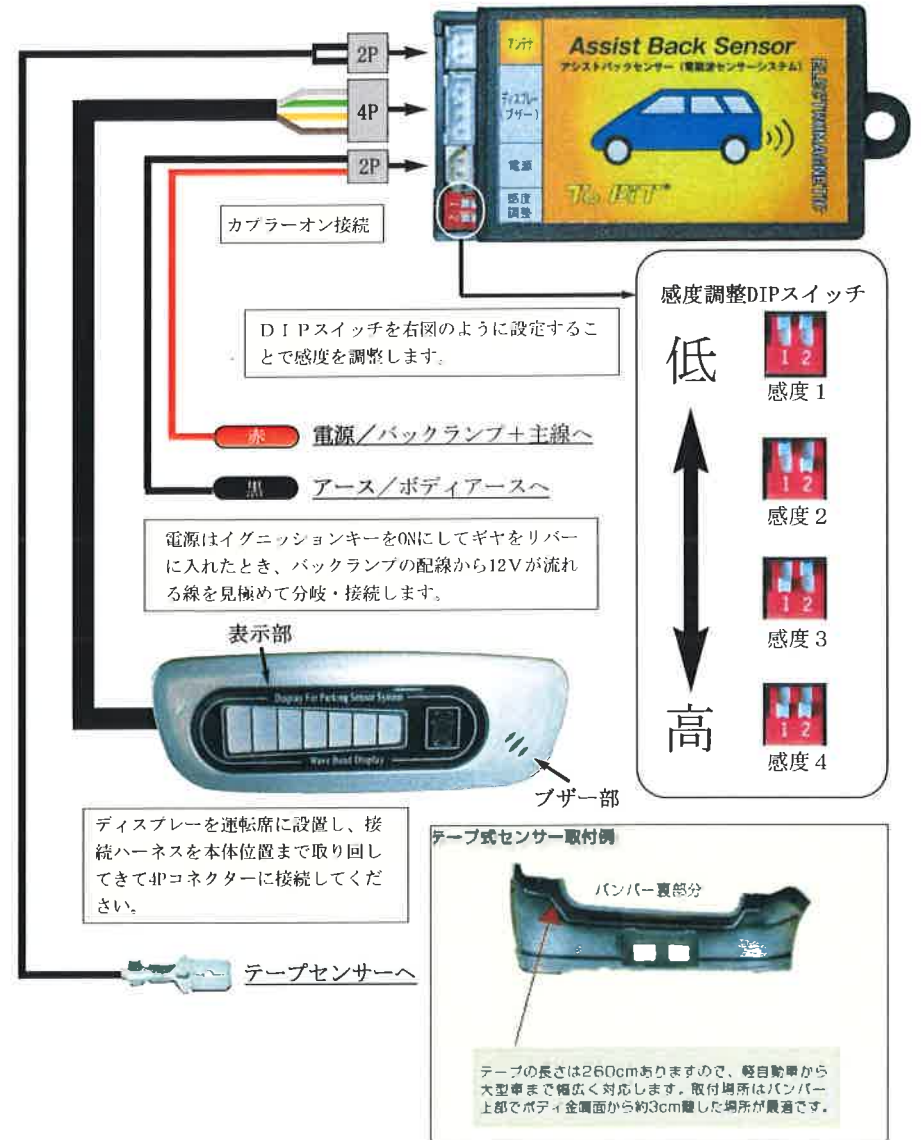 2P
4P
2P
アンテナ
ディスプレー
(ブザー)
電源
感度
調整
Assist Back Sensor
アシストバックセンサー (電磁波センサーシステム)
カプラーオン接続
感度調整DIPスイッチ
低
1 2
感度1
1 2
感度2
1 2
感度3
高
1 2
感度4
DIPスイッチを右図のように設定するこ
とで感度を調整します。
赤
電源/バックランプ+主線へ
黒
アース/ボディアースへ
電源はイグニッションキーをONにしてギヤをリバー
に入れたとき、バックランプの配線から12Vが流れ
る線を見極めて分岐・接続します。
表示部
Display For Parking Sensor System
Wave Band Display
ブザー部
ディスプレーを運転席に設置し、接
続ハーネスを本体位置まで取り回し
てきて4Pコネクターに接続してくだ
さい。
テープセンサーへ
テープ式センサー取付例
バンパー裏部分
テープの長さは260cmありますので、軽自動車から
大型車まで幅広く対応します。取付場所はバンパー
上部でボディ金属面から約3cm離した場所が最適です。